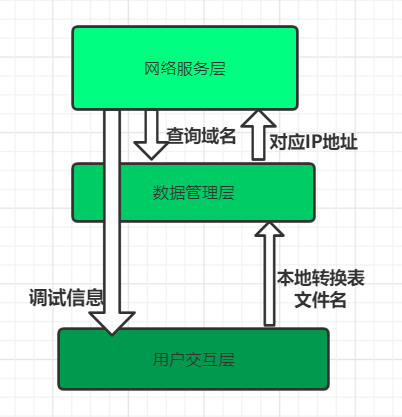 网络服务层
查询域名
对应IP地址
数据管理层
调试信息
本地转换表
文件名
用户交互层